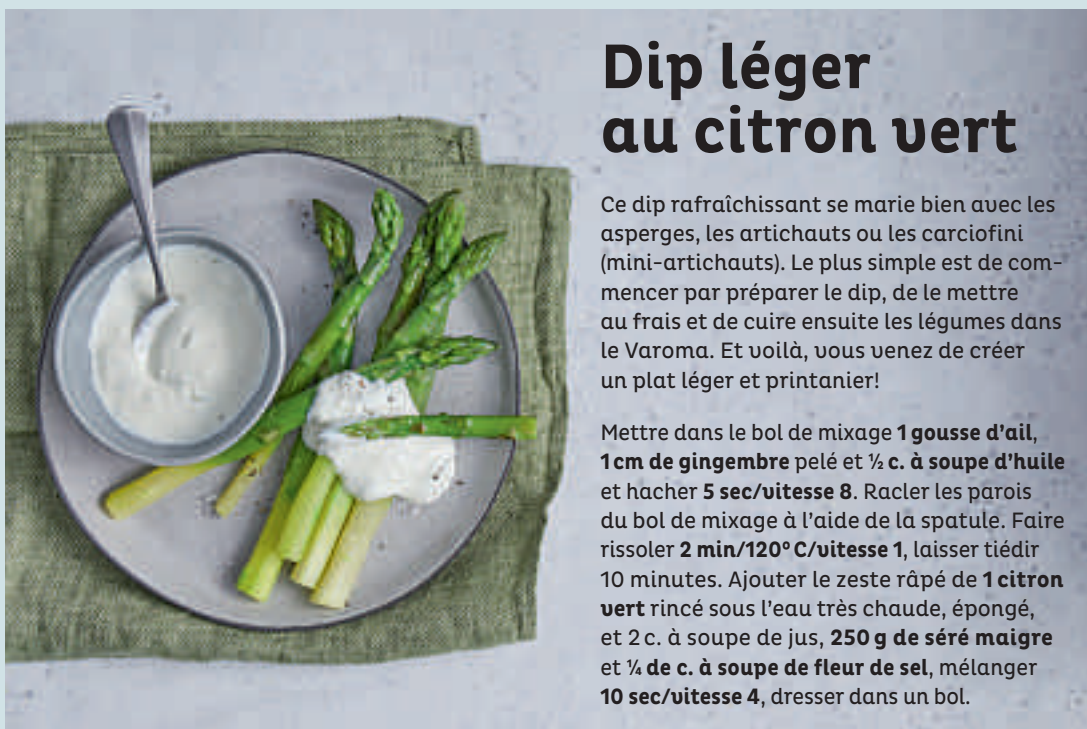 Dip léger
au citron vert
Ce dip rafraîchissant se marie bien avec les
asperges, les artichauts ou les carciofini
(mini-artichauts). Le plus simple est de com-
mencer par préparer le dip, de le mettre
au frais et de cuire ensuite les légumes dans
le Varoma. Et voilà, vous venez de créer
un plat léger et printanier!
Mettre dans le bol de mixage 1 gousse d’ail,
1 cm de gingembre pelé et ½ c. à soupe d’huile
et hacher 5 sec/vitesse 8. Racler les parois
du bol de mixage à l’aide de la spatule. Faire
rissoler 2 min/120° C/vitesse 1, laisser tiédir
10 minutes. Ajouter le zeste râpé de 1 citron
vert rincé sous l’eau très chaude, épongé,
et 2 c. à soupe de jus, 250 g de séré maigre
et ¼ de c. à soupe de fleur de sel, mélanger
10 sec/vitesse 4, dresser dans un bol.